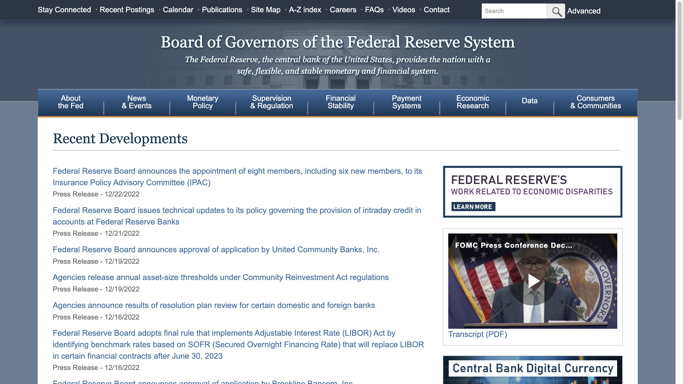 Stay Connected · Recent Postings · Calendar · Publications · Site Map · A-Z index · Careers · FAQs · Videos · Contact
Search
Advanced
Board of Governors of the Federal Reserve System
The Federal Reserve, the central bank of the United States, provides the nation with a
safe, flexible, and stable monetary and financial system.
About
the Fed
News
& Events
Monetary
Policy
Supervision
& Regulation
Financial
Stability
Payment
Systems
Economic
Research
Data
Consumers
& Communities
Recent Developments
Federal Reserve Board announces the appointment of eight members, including six new members, to its
Insurance Policy Advisory Committee (IPAC)
Press Release - 12/22/2022
Federal Reserve Board issues technical updates to its policy governing the provision of intraday credit in
accounts at Federal Reserve Banks
Press Release - 12/21/2022
Federal Reserve Board announces approval of application by United Community Banks, Inc.
Press Release - 12/19/2022
Agencies release annual asset-size thresholds under Community Reinvestment Act regulations
Press Release - 12/19/2022
Agencies announce results of resolution plan review for certain domestic and foreign banks
Press Release - 12/16/2022
Federal Reserve Board adopts final rule that implements Adjustable Interest Rate (LIBOR) Act by
identifying benchmark rates based on SOFR (Secured Overnight Financing Rate) that will replace LIBOR
in certain financial contracts after June 30, 2023
Press Release - 12/16/2022
Federal Reserve Board announces approval of application by Brookline Bancorp, Inc.
FEDERAL RESERVE'S
WORK RELATED TO ECONOMIC DISPARITIES
LEARN MORE
FOMC Press Conference Dec...
Transcript (PDF)
Central Bank Digital Currency